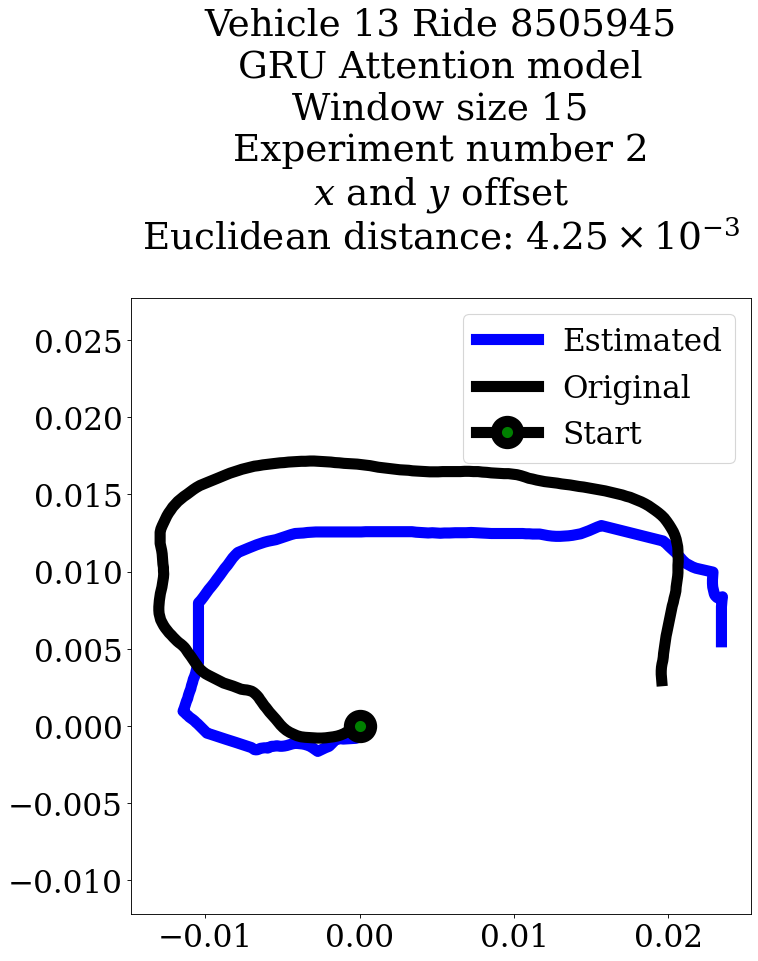 Vehicle 13 Ride 8505945
GRU Attention model
Window size 15
Experiment number 2
x and y offset
Euclidean distance: 4.25 × 10⁻³
Estimated
Original
Start
0.025
0.020
0.015
0.010
0.005
0.000
−0.005
−0.010
−0.01 0.00 0.01 0.02